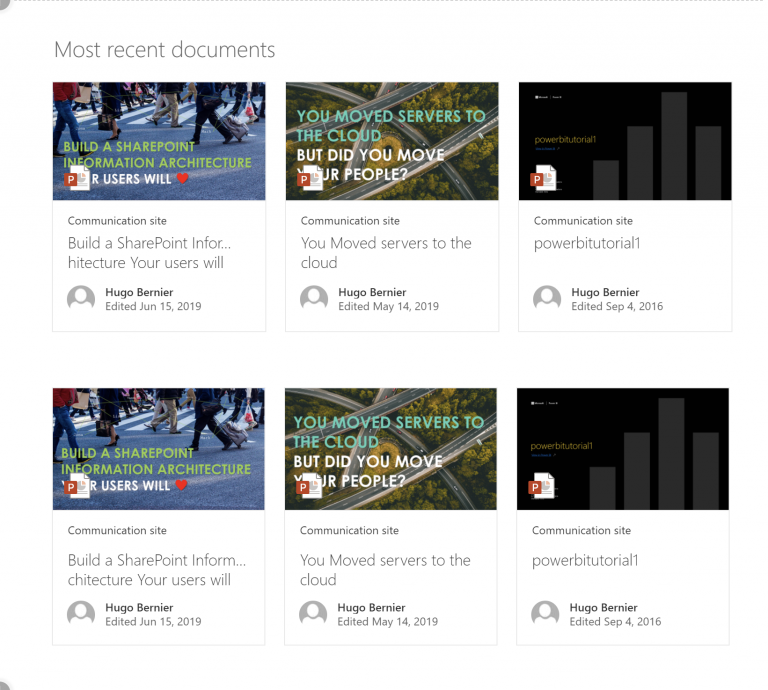 Most recent documents
BUILD A SHAREPOINT
INFORMATION ARCHITECTURE
R USERS WILL ❤
P
Communication site
Build a SharePoint Infor...
hitecture Your users will
Hugo Bernier
Edited Jun 15, 2019
YOU MOVED SERVERS TO
THE CLOUD
BUT DID YOU MOVE
UR PEOPLE?
P
Communication site
You Moved servers to the
cloud
Hugo Bernier
Edited May 14, 2019
Microsoft | Power BI
powerbitutorial1
P
Communication site
powerbitutorial1
Hugo Bernier
Edited Sep 4, 2016
BUILD A SHAREPOINT
INFORMATION ARCHITECTURE
R USERS WILL ❤
P
Communication site
Build a SharePoint Inform...
chitecture Your users will
Hugo Bernier
Edited Jun 15, 2019
YOU MOVED SERVERS TO
THE CLOUD
BUT DID YOU MOVE
UR PEOPLE?
P
Communication site
You Moved servers to the
cloud
Hugo Bernier
Edited May 14, 2019
Microsoft | Power BI
powerbitutorial1
P
Communication site
powerbitutorial1
Hugo Bernier
Edited Sep 4, 2016